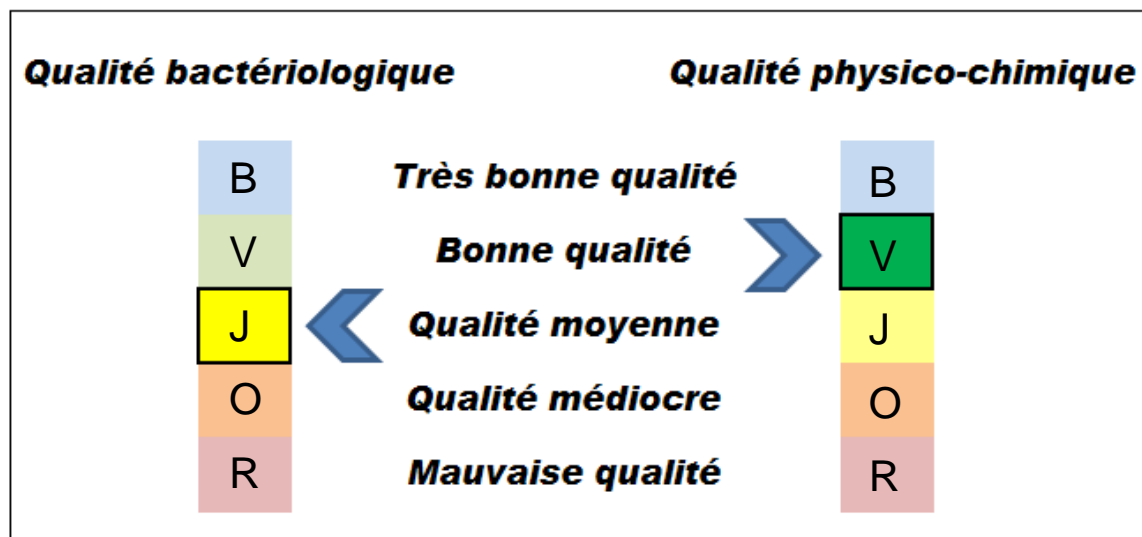 Qualité bactériologique
Qualité physico-chimique
B
Très bonne qualité
B
V
Bonne qualité
V
J
Qualité moyenne
J
O
Qualité médiocre
O
R
Mauvaise qualité
R